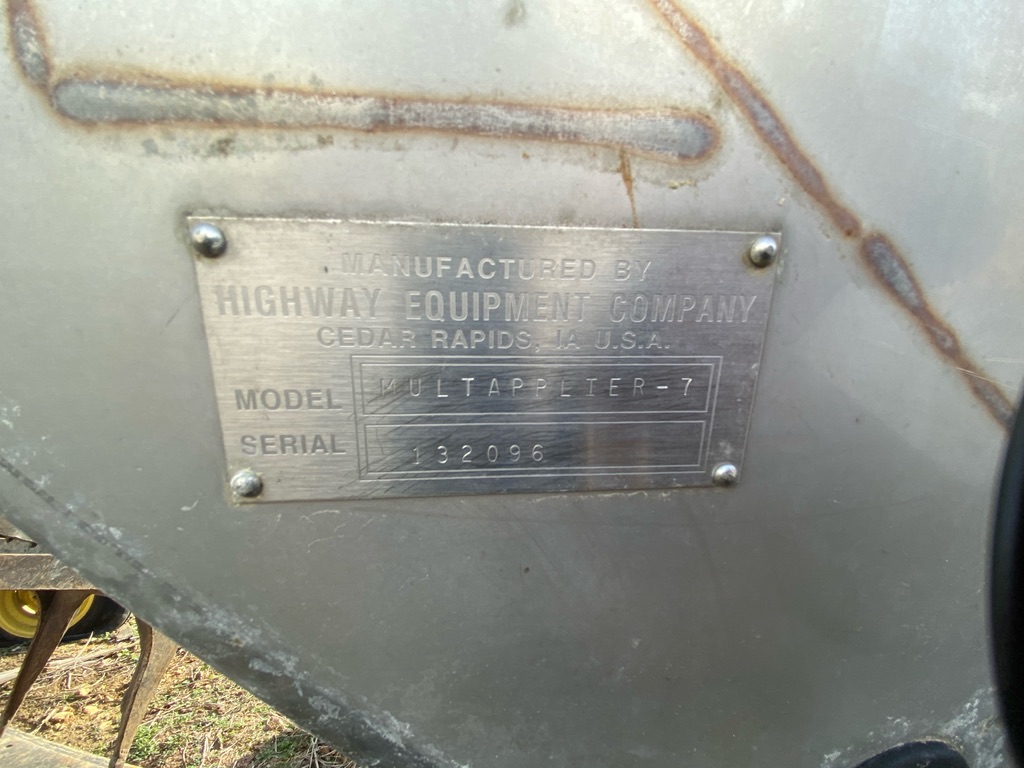 MANUFACTURED BY
HIGHWAY EQUIPMENT COMPANY
CEDAR RAPIDS, IA U.S.A.
MODEL MULTAPPLIER-7
SERIAL 132096